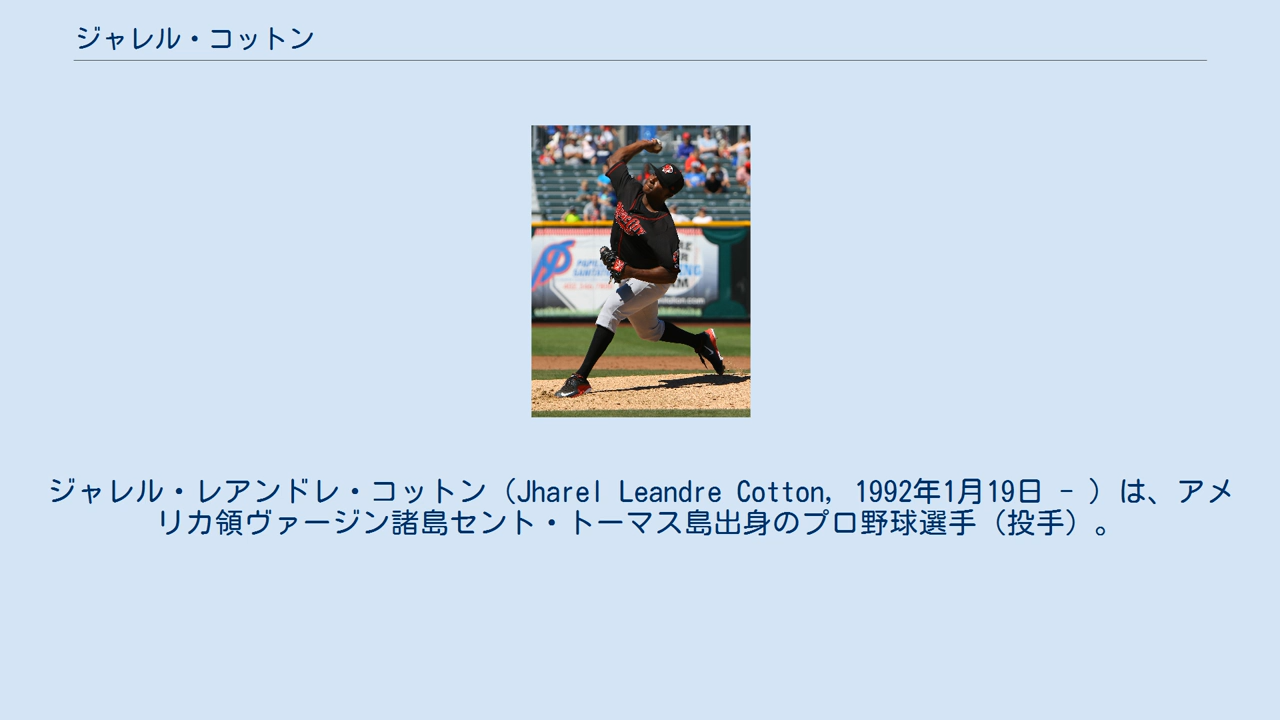 ジャレル・コットン
ジャレル・レアンドレ・コットン（Jharel Leandre Cotton, 1992年1月19日 - ）は、アメ
リカ領ヴァージン諸島セント・トーマス島出身のプロ野球選手（投手）。